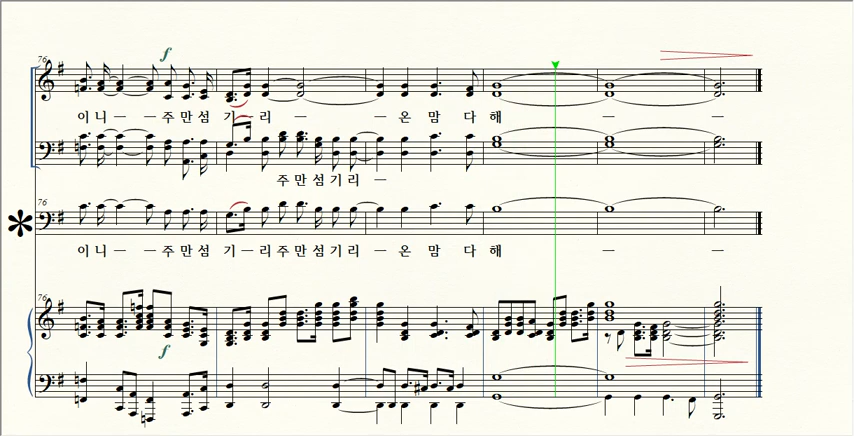 76
f
이 니 — — 주 만 섬 기 — 리 — — 온 맘 다 해 — —
주 만 섬 기 리 —
76
이 니 — — 주 만 섬 기 — 리 주 만 섬 기 리 — 온 맘 다 해 — —
76
f